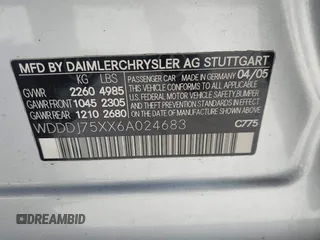 MFD BY DAIMLERCHRYSLER AG STUTTGART
KG LBS PASSENGER CAR MADE IN GERMANY 04/05
GVWR 2260 4985
GAWR FRONT 1045 2305
GAWR REAR 1210 2680
THIS VEHICLE CONFORMS TO ALL APPLICABLE U.S. FEDERAL MOTOR VEHICLE SAFETY BUMPER AND THEFT PREVENTION STANDARDS IN EFFECT ON THE DATE OF MANUFACTURE SHOWN ABOVE
WDDDJ75XX6A024683 C775
DREAMBID